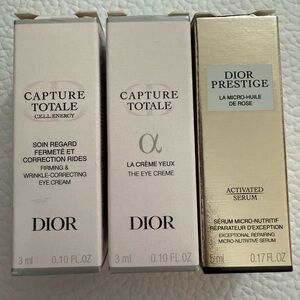 CAPTURE
TOTALE
C.E.L.L. ENERGY
SOIN REGARD
FERMETÉ ET
CORRECTION RIDES
FIRMING &
WRINKLE-CORRECTING
EYE CREAM
DIOR
3 ml 0.10 FL.OZ
CAPTURE
TOTALE
α
LA CRÈME YEUX
THE EYE CREME
DIOR
3 ml 0.10 FL.OZ
DIOR
PRESTIGE
LA MICRO-HUILE
DE ROSE
ACTIVATED
SERUM
SÉRUM MICRO-NUTRITIF
RÉPARATEUR D'EXCEPTION
EXCEPTIONAL REPAIRING
MICRO-NUTRITIVE SERUM
5 ml 0.17 FL.OZ